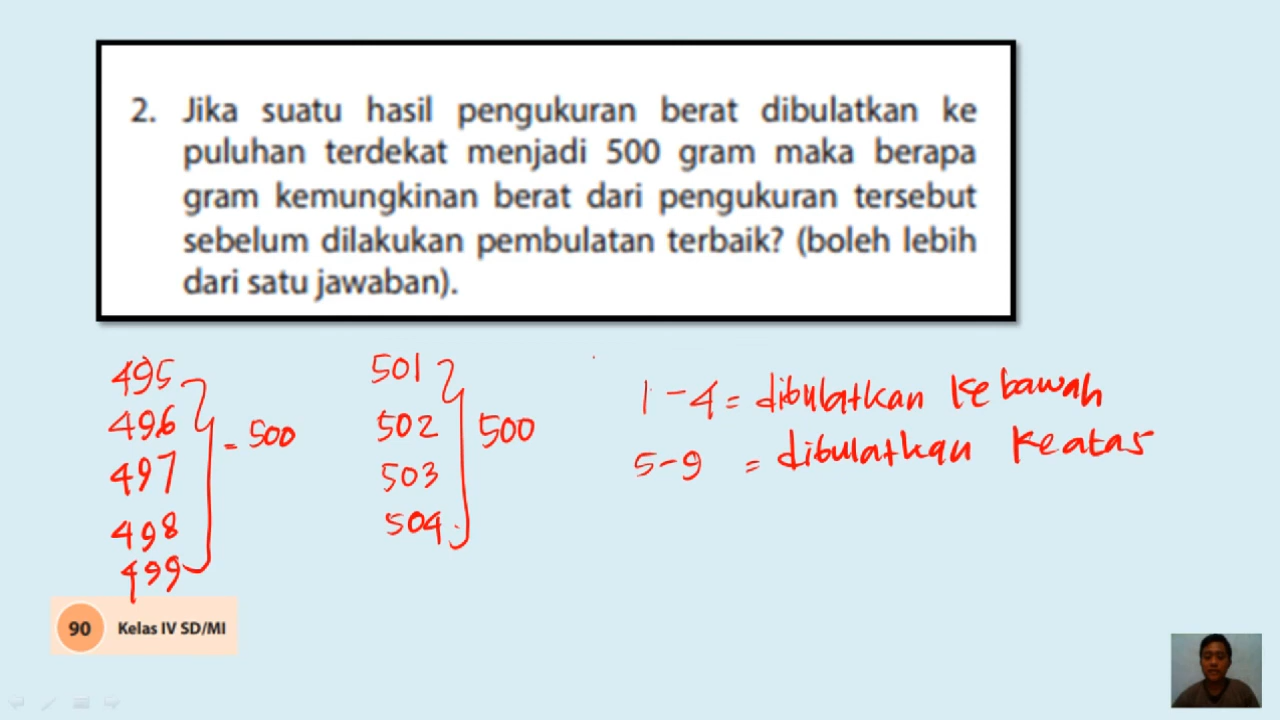 2. Jika suatu hasil pengukuran berat dibulatkan ke
puluhan terdekat menjadi 500 gram maka berapa
gram kemungkinan berat dari pengukuran tersebut
sebelum dilakukan pembulatan terbaik? (boleh lebih
dari satu jawaban).
495
496
497
498
499
= 500
501
502
503
504
500
1-4 = dibulatkan kebawah
5-9 = dibulatkan keatas
90 Kelas IV SD/MI